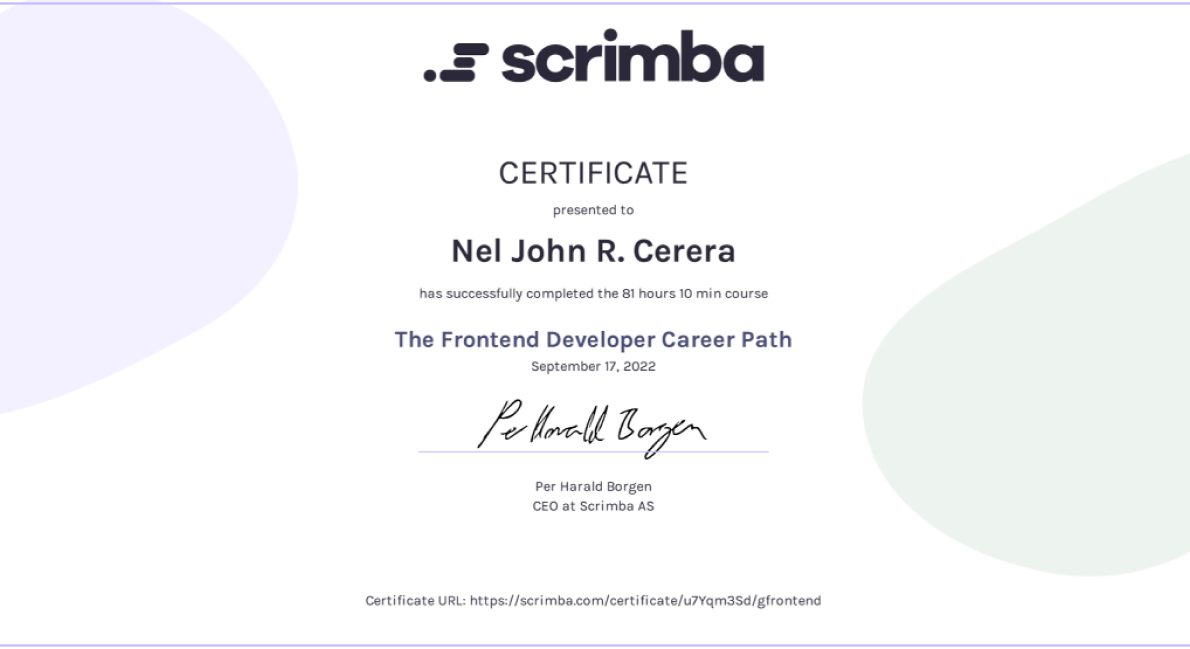 scrimba
CERTIFICATE
presented to
Nel John R. Cerera
has successfully completed the 81 hours 10 min course
The Frontend Developer Career Path
September 17, 2022
Per Harald Borgen
Per Harald Borgen
CEO at Scrimba AS
Certificate URL: https://scrimba.com/certificate/u7Yqm3Sd/gfrontend